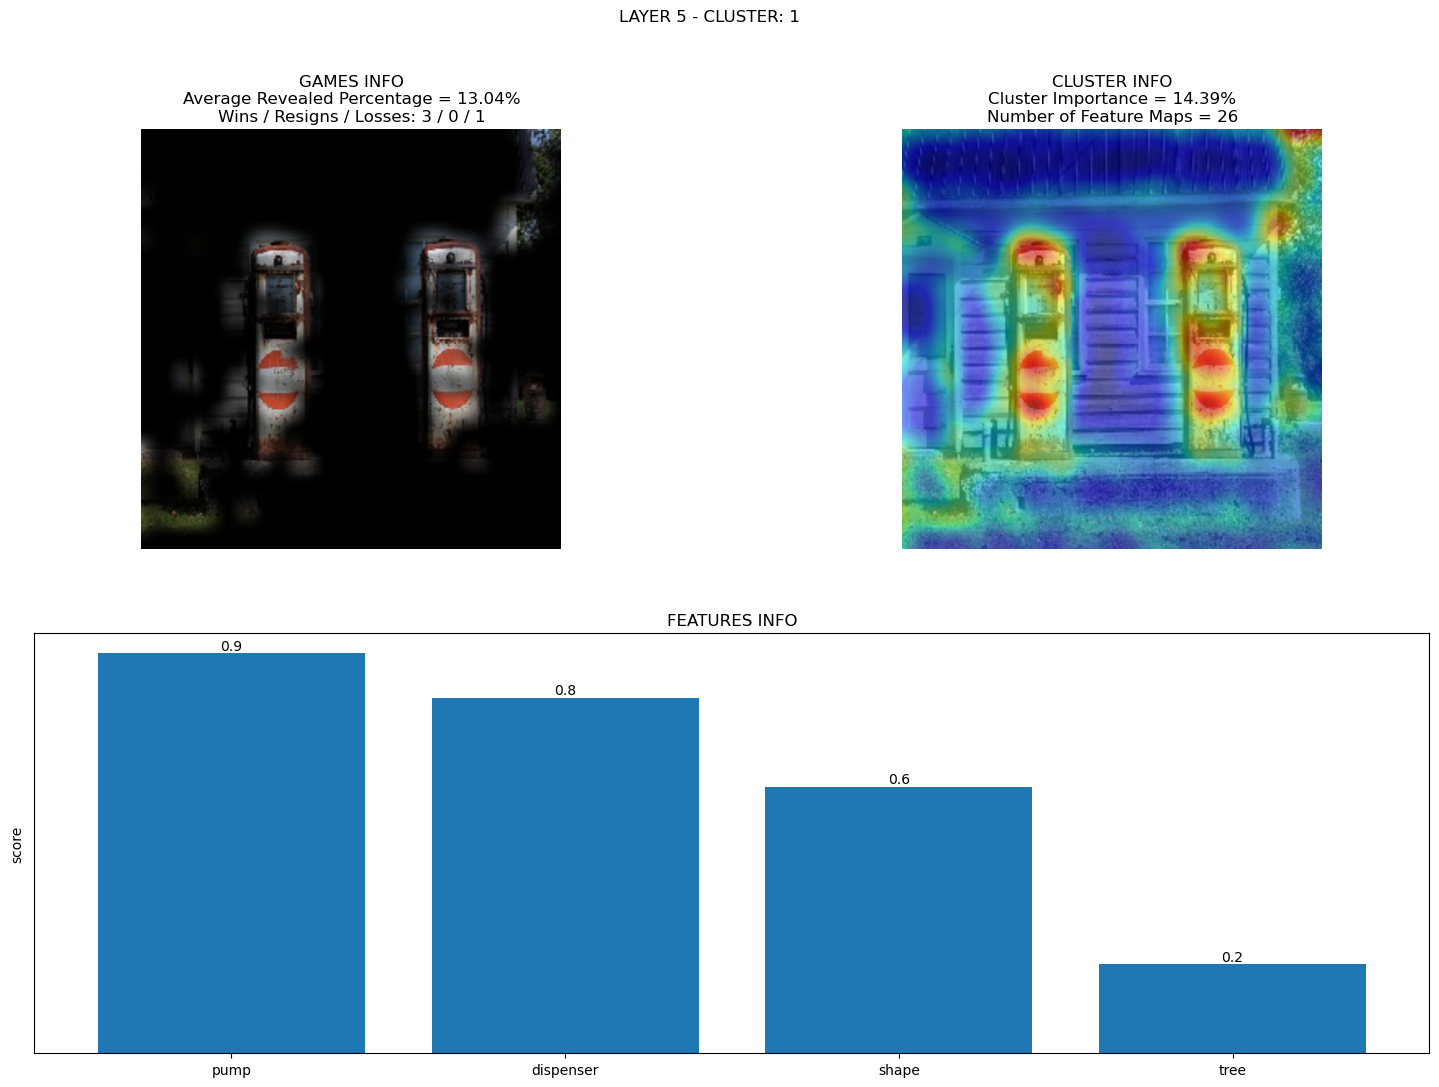 LAYER 5 - CLUSTER: 1
GAMES INFO
Average Revealed Percentage = 13.04%
Wins / Resigns / Losses: 3 / 0 / 1
CLUSTER INFO
Cluster Importance = 14.39%
Number of Feature Maps = 26
FEATURES INFO
score
0.9
0.8
0.6
0.2
pump
dispenser
shape
tree